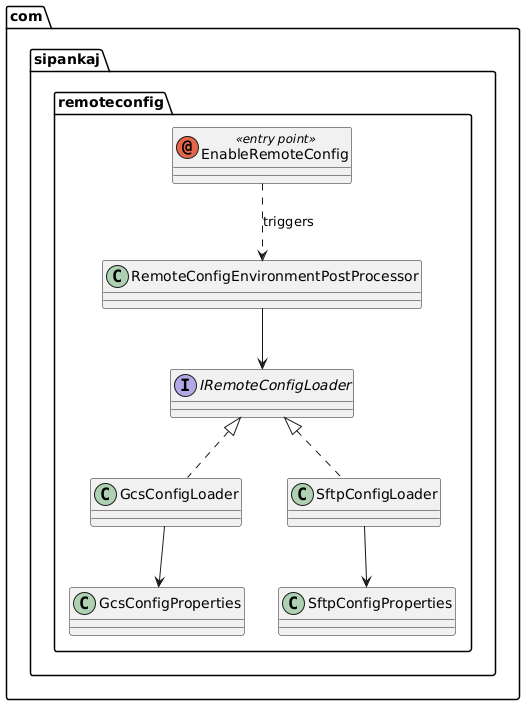 com
sipankaj
remoteconfig
@
«entry point»
EnableRemoteConfig
triggers
C RemoteConfigEnvironmentPostProcessor
I IRemoteConfigLoader
C GcsConfigLoader
C SftpConfigLoader
C GcsConfigProperties
C SftpConfigProperties